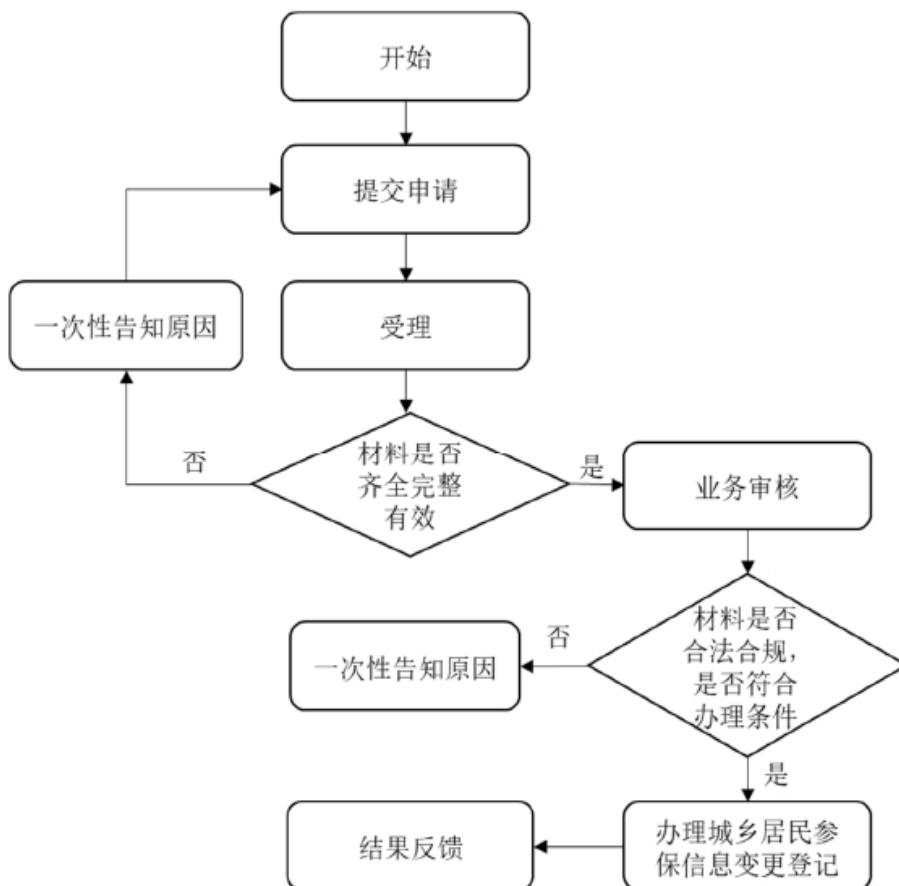 开始
提交申请
一次性告知原因
受理
否
材料是否
齐全完整
有效
是
业务审核
一次性告知原因
否
材料是否
合法合规，
是否符合
办理条件
是
结果反馈
办理城乡居民参
保信息变更登记